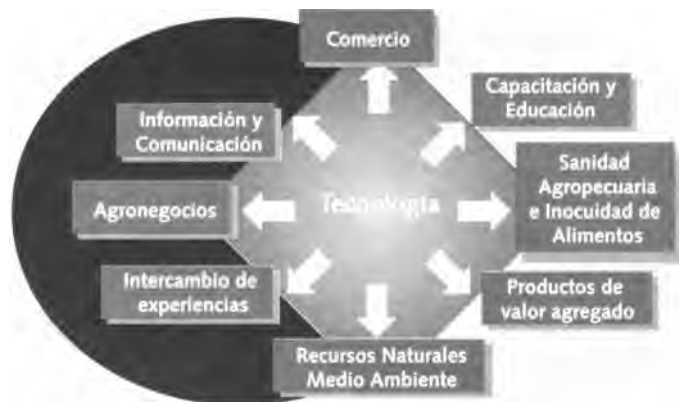 Comercio
Capacitación y
Educación
Información y
Comunicación
Sanidad
Agropecuaria
e Inocuidad de
Alimentos
Tecnología
Agronegocios
Intercambio de
experiencias
Productos de
valor agregado
Recursos Naturales
Medio Ambiente